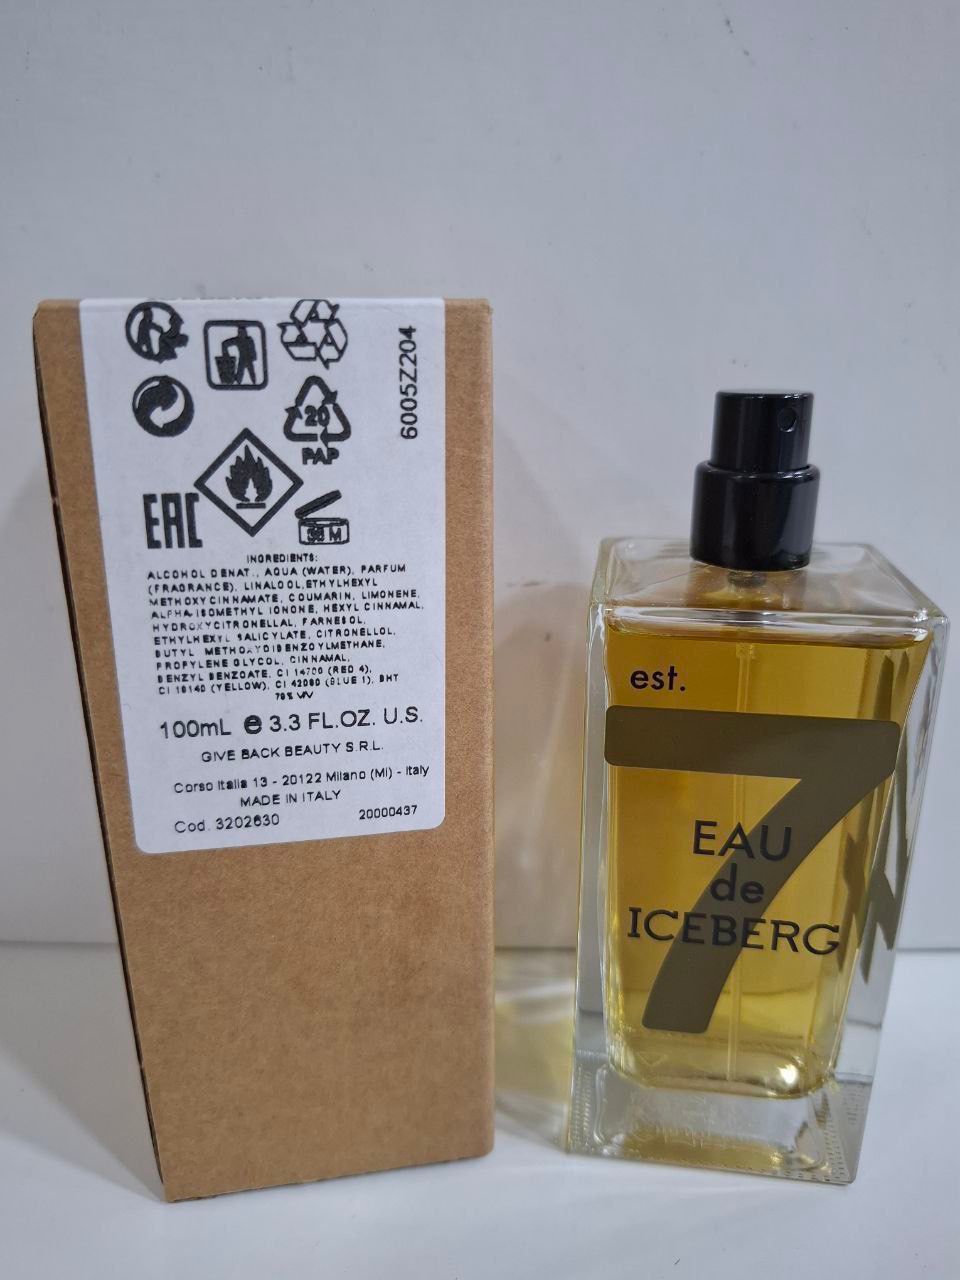 6005Z204
20
PAP
EAC
36 M
INGREDIENTS:
ALCOHOL DENAT., AQUA (WATER), PARFUM
(FRAGRANCE), LINALOOL, ETHYLHEXYL
METHOXYCINNAMATE, COUMARIN, LIMONENE,
ALPHA-ISOMETHYL IONONE, HEXYL CINNAMAL,
HYDROXYCITRONELLAL, FARNESOL,
ETHYLHEXYL SALICYLATE, CITRONELLOL,
BUTYL METHOXYDIBENZOYLMETHANE,
PROPYLENE GLYCOL, CINNAMAL,
BENZYL BENZOATE, CI 14700 (RED 4),
CI 19140 (YELLOW), CI 42090 (BLUE 1), BHT
78% V/V
100mL e 3.3 FL.OZ. U.S.
GIVE BACK BEAUTY S.R.L.
Corso Italia 13 - 20122 Milano (MI) - Italy
MADE IN ITALY
Cod. 3202630 20000437
est.
7
EAU
de
ICEBERG